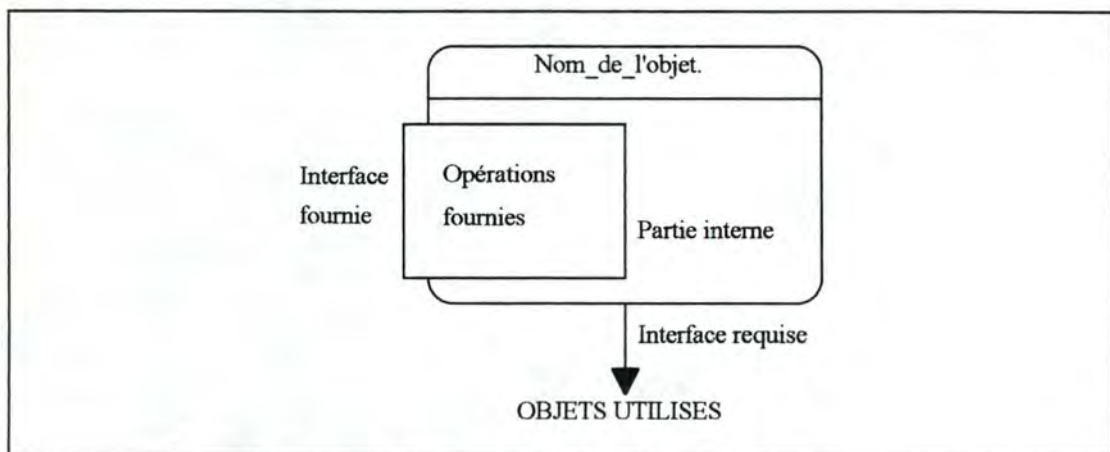 Nom_de_l'objet.
Interface
fournie
Opérations
fournies
Partie interne
Interface requise
OBJETS UTILISES